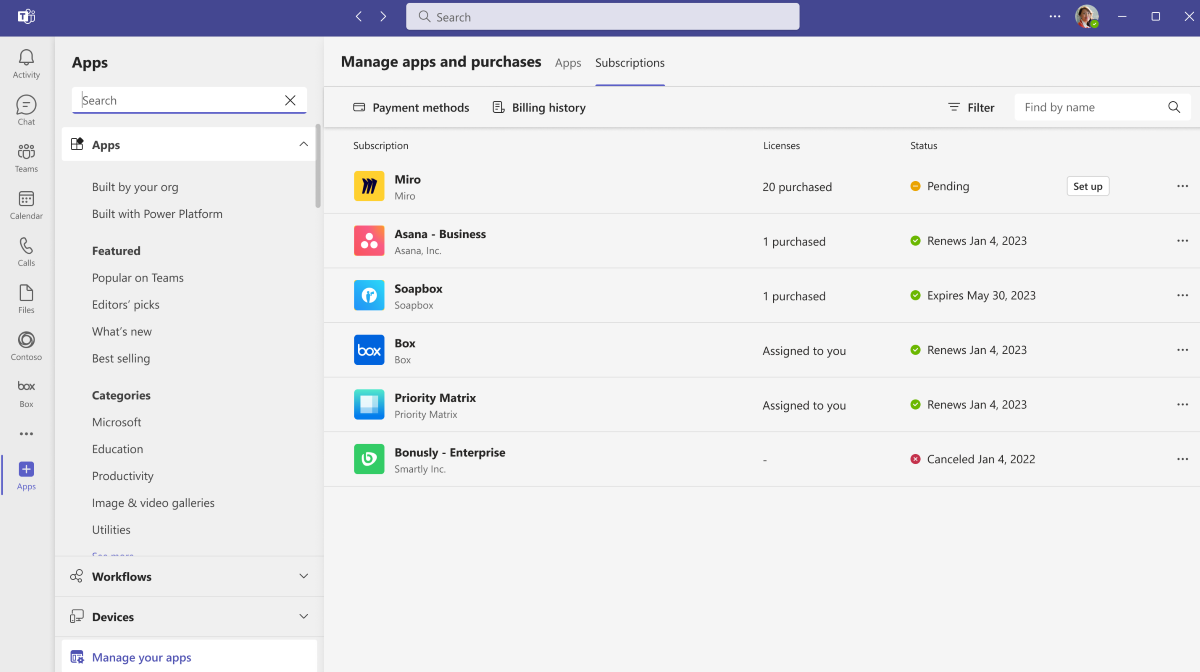 Search
Activity
Chat
Teams
Calendar
Calls
Files
Contoso
box
Box
Apps
Apps
Search
Apps
Built by your org
Built with Power Platform
Featured
Popular on Teams
Editors’ picks
What’s new
Best selling
Categories
Microsoft
Education
Productivity
Image & video galleries
Utilities
See more
Workflows
Devices
Manage your apps
Manage apps and purchases Apps Subscriptions
Payment methods Billing history Filter Find by name
Subscription Licenses Status
Miro
Miro
20 purchased Pending Set up
Asana - Business
Asana, Inc.
1 purchased Renews Jan 4, 2023
Soapbox
Soapbox
1 purchased Expires May 30, 2023
box
Box
Box
Assigned to you Renews Jan 4, 2023
Priority Matrix
Priority Matrix
Assigned to you Renews Jan 4, 2023
Bonusly - Enterprise
Smartly Inc.
- Canceled Jan 4, 2022